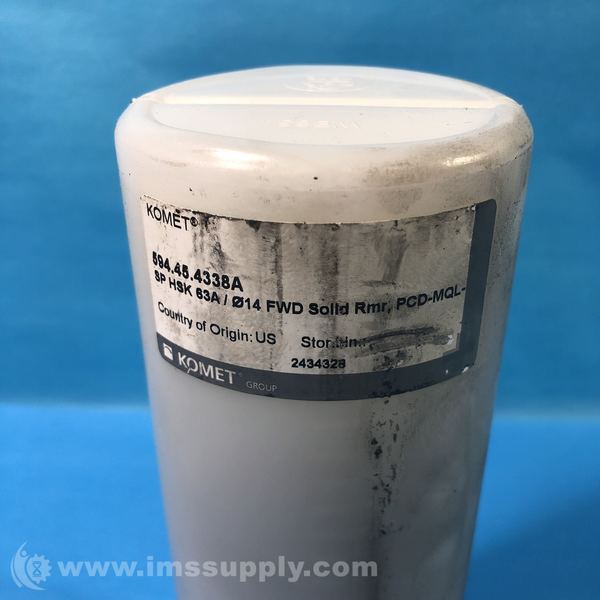 KOMET®
594.45.4338A
SP HSK 63A / Ø14 FWD Solid Rmr, PCD-MQL-
Country of Origin: US
2434328
KOMET® GROUP
www.imssupply.com